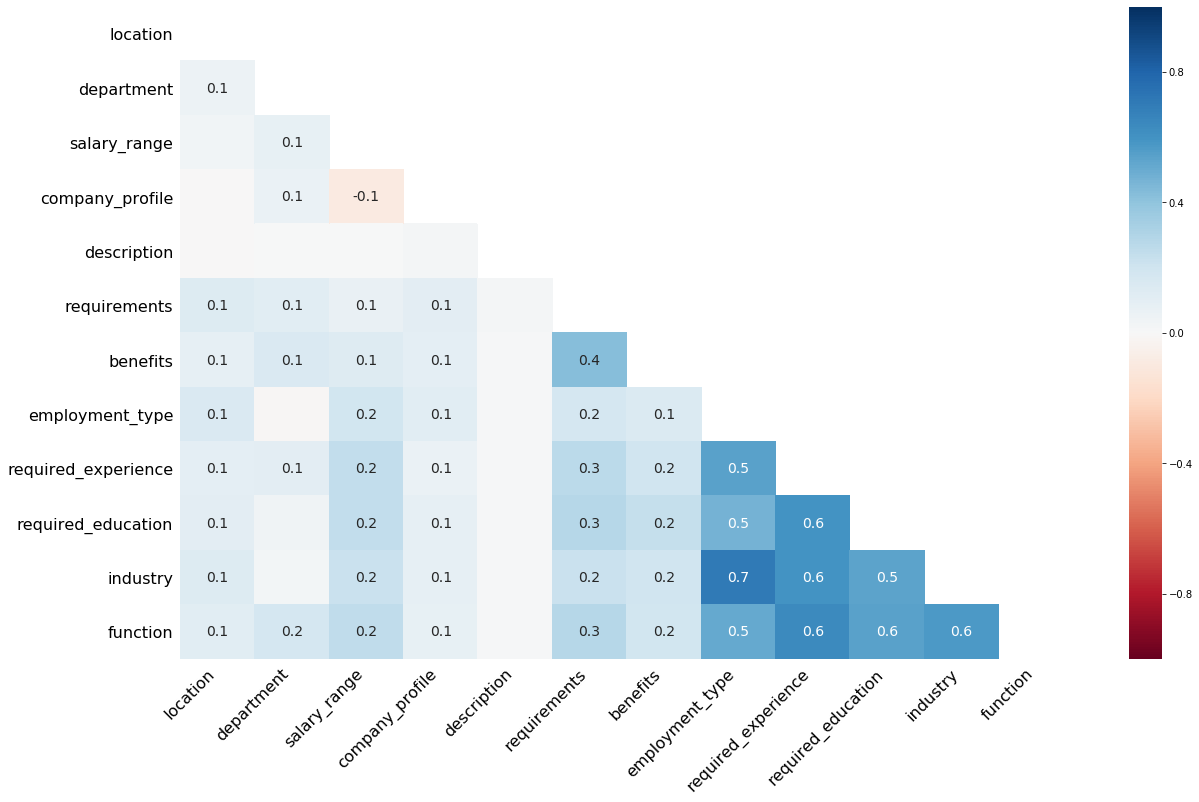 location
department 0.1
salary_range 0.1
company_profile 0.1 -0.1
description
requirements 0.1 0.1 0.1 0.1
benefits 0.1 0.1 0.1 0.1 0.4
employment_type 0.1 0.2 0.1 0.2 0.1
required_experience 0.1 0.1 0.2 0.1 0.3 0.2 0.5
required_education 0.1 0.2 0.1 0.3 0.2 0.5 0.6
industry 0.1 0.2 0.1 0.2 0.2 0.7 0.6 0.5
function 0.1 0.2 0.2 0.1 0.3 0.2 0.5 0.6 0.6 0.6
location department salary_range company_profile description requirements benefits employment_type required_experience required_education industry function
0.8
0.4
0.0
−0.4
−0.8